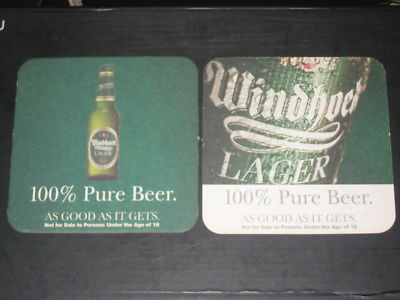 Windhoek
LAGER
100% Pure Beer.
AS GOOD AS IT GETS.
Not for Sale to Persons Under the Age of 18
Windhoek
LAGER
100% Pure Beer.
AS GOOD AS IT GETS.
Not for Sale to Persons Under the Age of 18